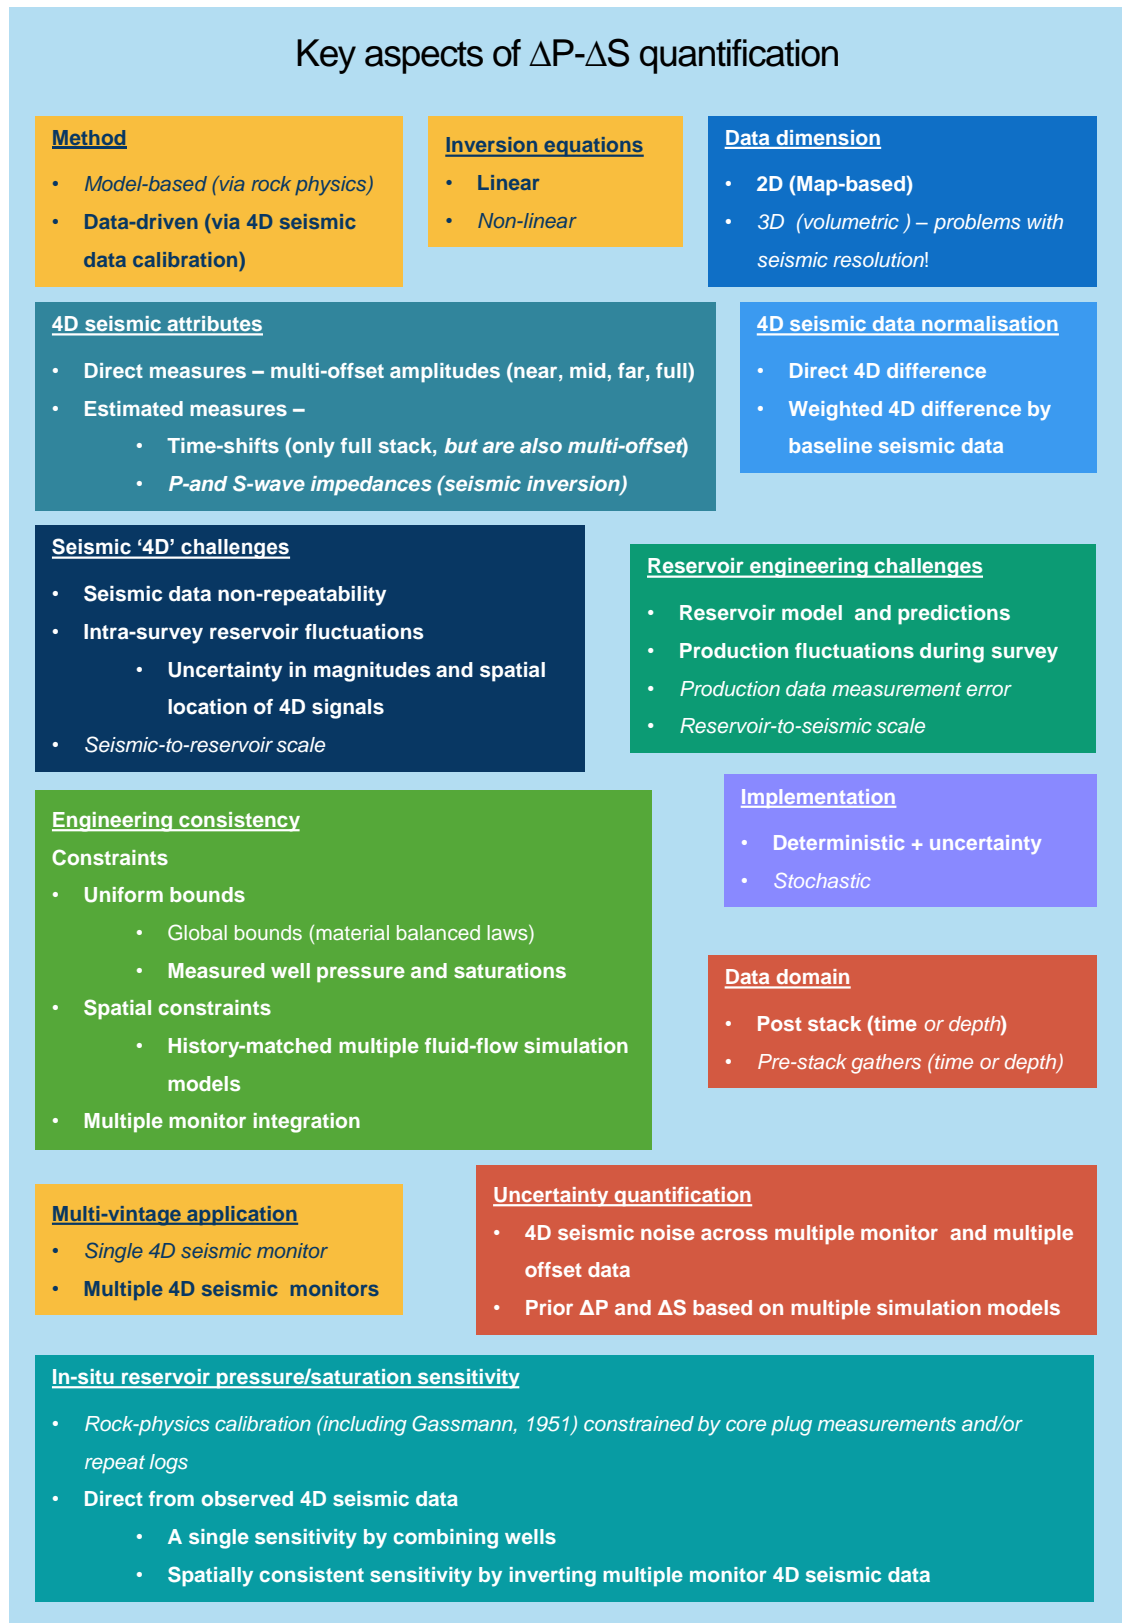 Key aspects of ΔP-ΔS quantification
Method
• Model-based (via rock physics)
• Data-driven (via 4D seismic
data calibration)
Inversion equations
• Linear
• Non-linear
Data dimension
• 2D (Map-based)
• 3D (volumetric ) – problems with
seismic resolution!
4D seismic attributes
• Direct measures – multi-offset amplitudes (near, mid, far, full)
• Estimated measures –
• Time-shifts (only full stack, but are also multi-offset)
• P-and S-wave impedances (seismic inversion)
4D seismic data normalisation
• Direct 4D difference
• Weighted 4D difference by
baseline seismic data
Seismic ‘4D’ challenges
• Seismic data non-repeatability
• Intra-survey reservoir fluctuations
• Uncertainty in magnitudes and spatial
location of 4D signals
• Seismic-to-reservoir scale
Reservoir engineering challenges
• Reservoir model and predictions
• Production fluctuations during survey
• Production data measurement error
• Reservoir-to-seismic scale
Engineering consistency
Constraints
• Uniform bounds
• Global bounds (material balanced laws)
• Measured well pressure and saturations
• Spatial constraints
• History-matched multiple fluid-flow simulation
models
• Multiple monitor integration
Implementation
• Deterministic + uncertainty
• Stochastic
Data domain
• Post stack (time or depth)
• Pre-stack gathers (time or depth)
Multi-vintage application
• Single 4D seismic monitor
• Multiple 4D seismic monitors
Uncertainty quantification
• 4D seismic noise across multiple monitor and multiple
offset data
• Prior ΔP and ΔS based on multiple simulation models
In-situ reservoir pressure/saturation sensitivity
• Rock-physics calibration (including Gassmann, 1951) constrained by core plug measurements and/or
repeat logs
• Direct from observed 4D seismic data
• A single sensitivity by combining wells
• Spatially consistent sensitivity by inverting multiple monitor 4D seismic data